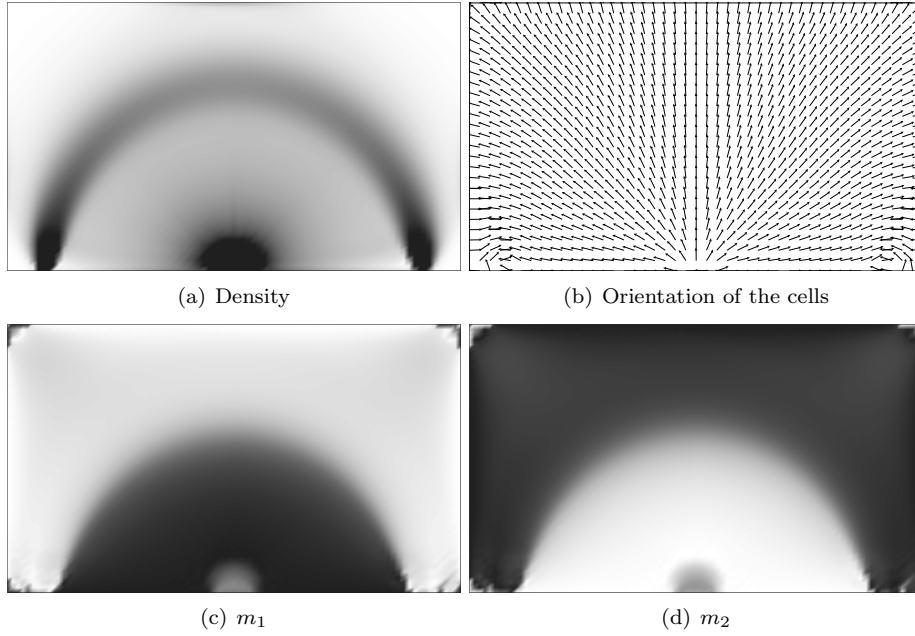 (a) Density
(b) Orientation of the cells
(c) m₁
(d) m₂